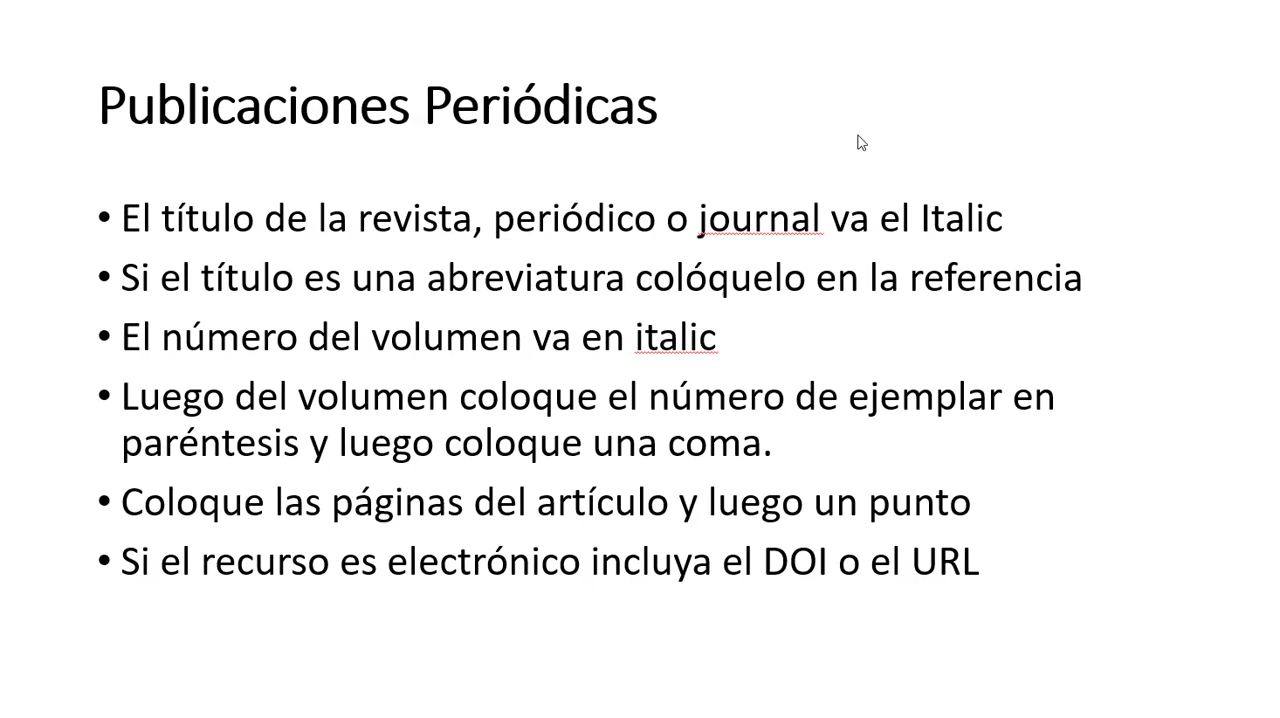 Publicaciones Periódicas
• El título de la revista, periódico o journal va el Italic
• Si el título es una abreviatura colóquelo en la referencia
• El número del volumen va en italic
• Luego del volumen coloque el número de ejemplar en
paréntesis y luego coloque una coma.
• Coloque las páginas del artículo y luego un punto
• Si el recurso es electrónico incluya el DOI o el URL